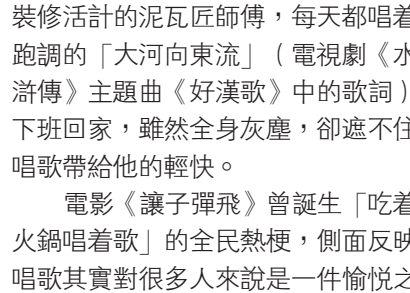 裝修活計的泥瓦匠師傅，每天都唱着
跑調的「大河向東流」（電視劇《水
滸傳》主題曲《好漢歌》中的歌詞）
下班回家，雖然全身灰塵，卻遮不住
唱歌帶給他的輕快。
電影《讓子彈飛》曾誕生「吃着
火鍋唱着歌」的全民熱梗，側面反映
唱歌其實對很多人來說是一件愉悅之